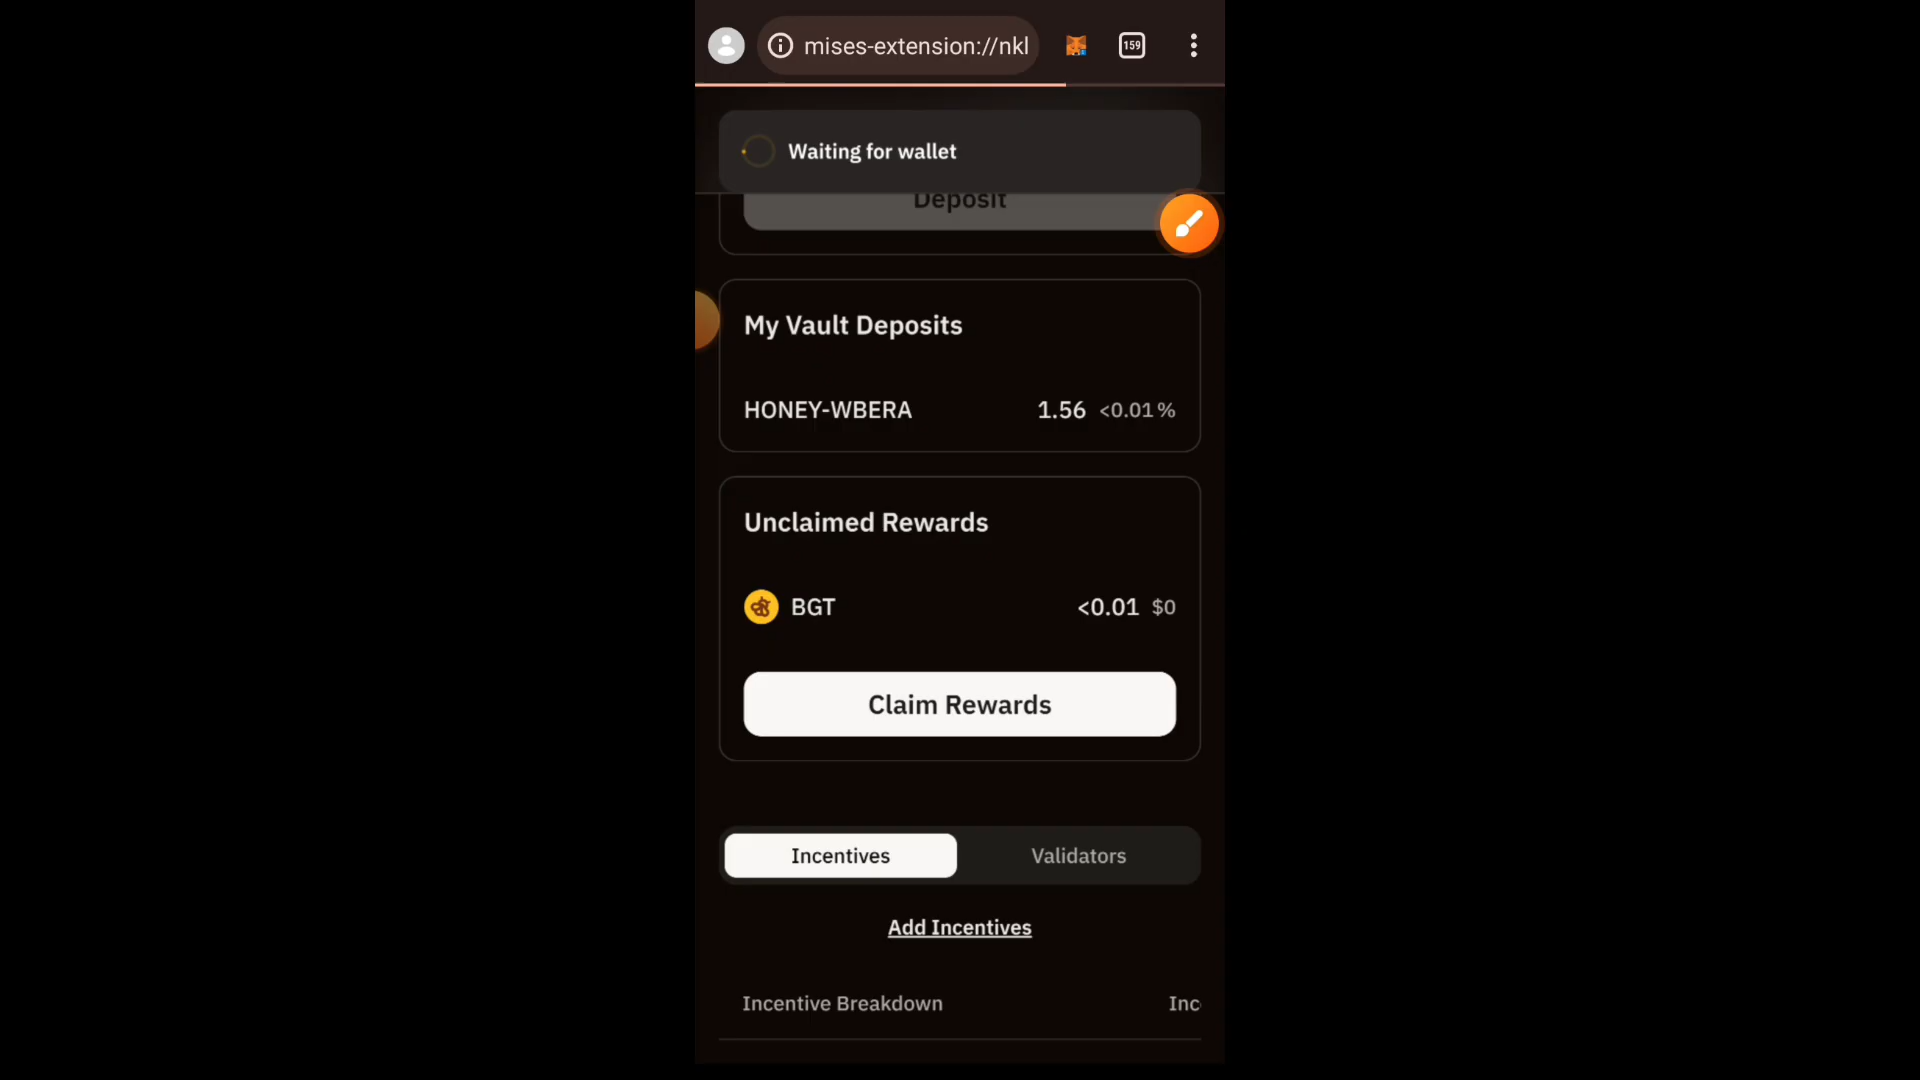 mises-extension://nkl
159
Waiting for wallet
Deposit
My Vault Deposits
HONEY-WBERA 1.56 <0.01%
Unclaimed Rewards
BGT <0.01 $0
Claim Rewards
Incentives Validators
Add Incentives
Incentive Breakdown Inc